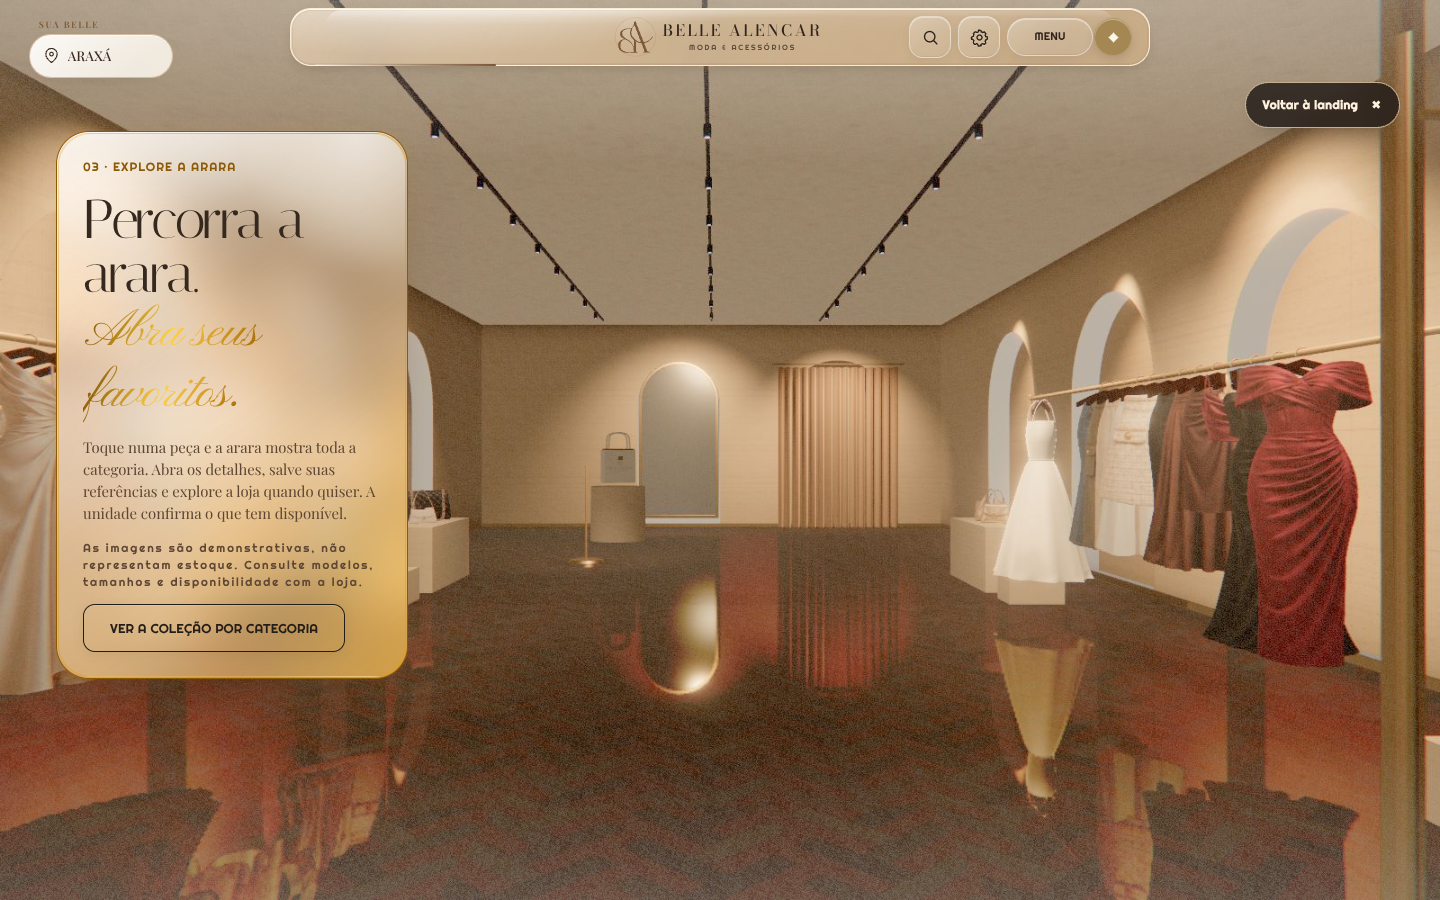 SUA BELLE
ARAXÁ
BELLE ALENCAR
MODA E ACESSÓRIOS
MENU
Voltar à landing ✖
03 · EXPLORE A ARARA
Percorra a
arara.
Abra seus
favoritos.
Toque numa peça e a arara mostra toda a
categoria. Abra os detalhes, salve suas
referências e explore a loja quando quiser. A
unidade confirma o que tem disponível.
As imagens são demonstrativas, não
representam estoque. Consulte modelos,
tamanhos e disponibilidade com a loja.
VER A COLEÇÃO POR CATEGORIA